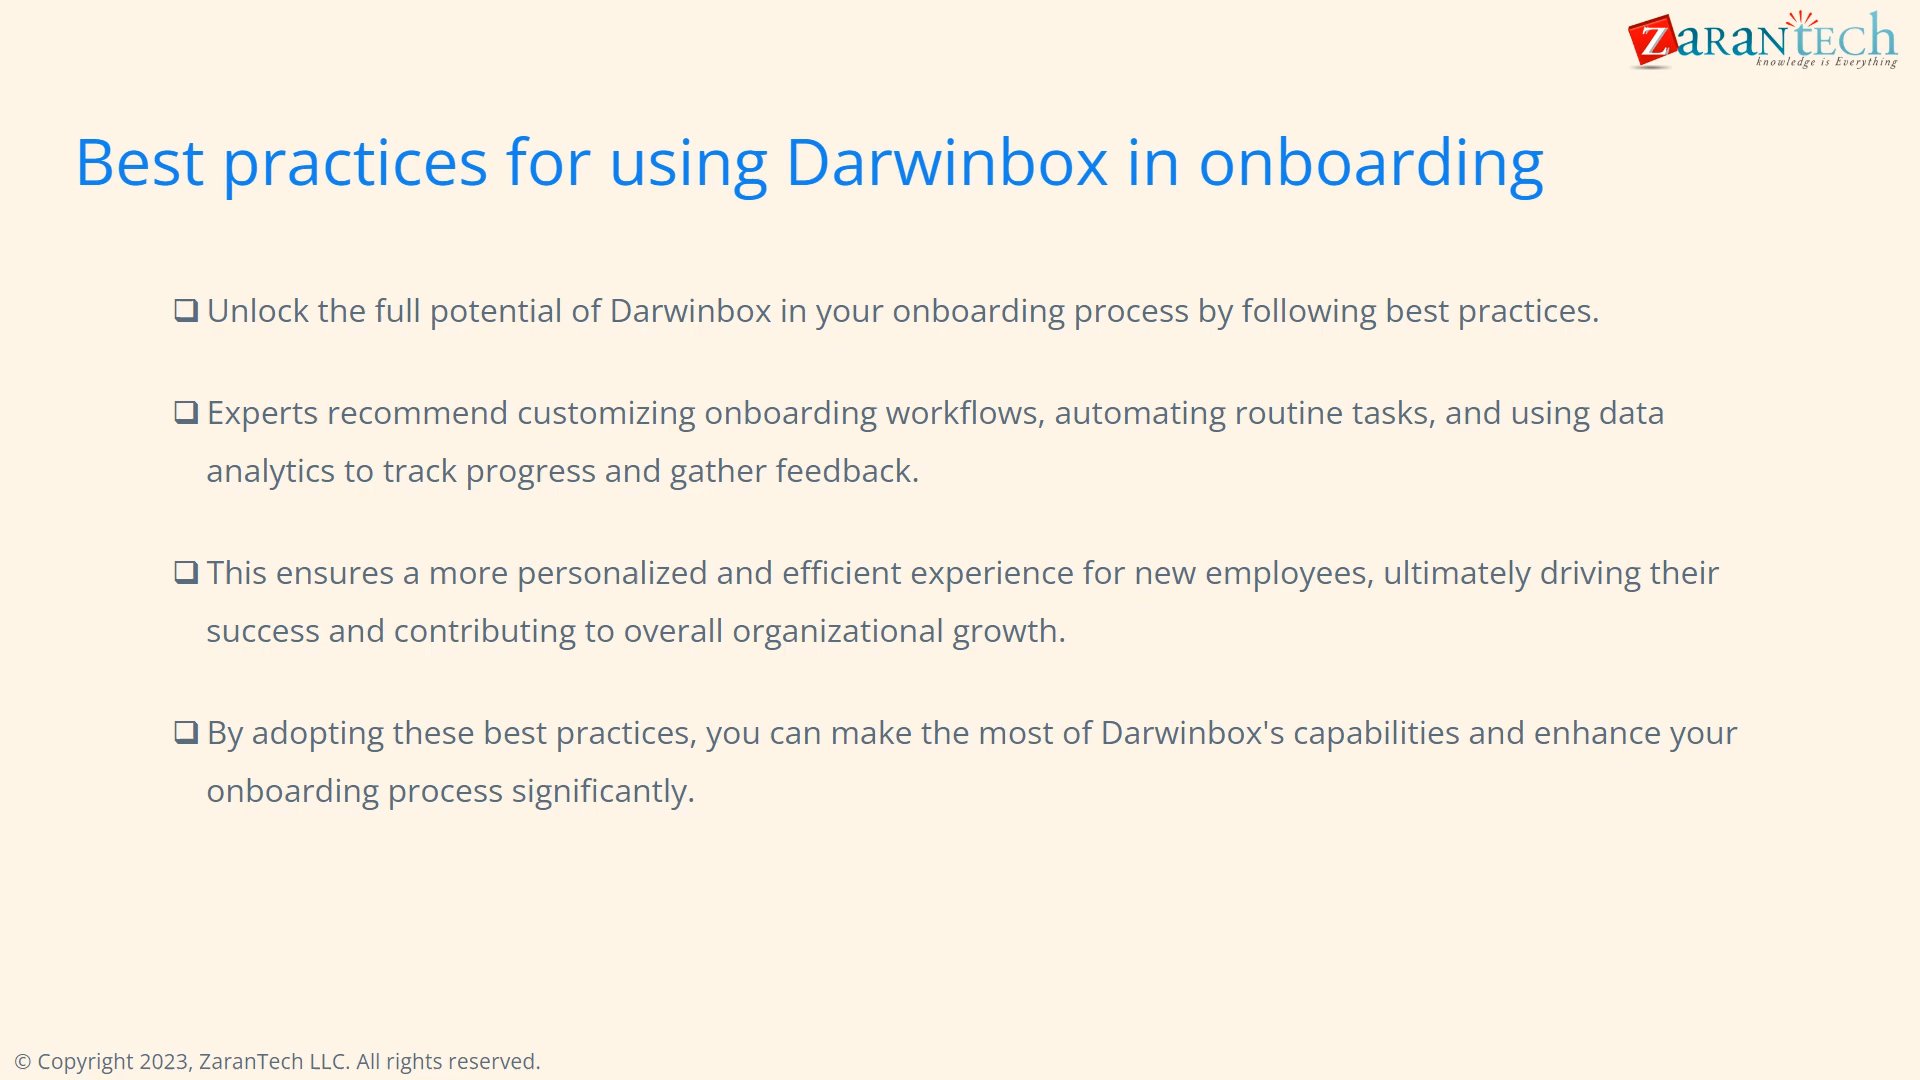 ZaranTech
knowledge is Everything
Best practices for using Darwinbox in onboarding
❑ Unlock the full potential of Darwinbox in your onboarding process by following best practices.
❑ Experts recommend customizing onboarding workflows, automating routine tasks, and using data
analytics to track progress and gather feedback.
❑ This ensures a more personalized and efficient experience for new employees, ultimately driving their
success and contributing to overall organizational growth.
❑ By adopting these best practices, you can make the most of Darwinbox's capabilities and enhance your
onboarding process significantly.
© Copyright 2023, ZaranTech LLC. All rights reserved.